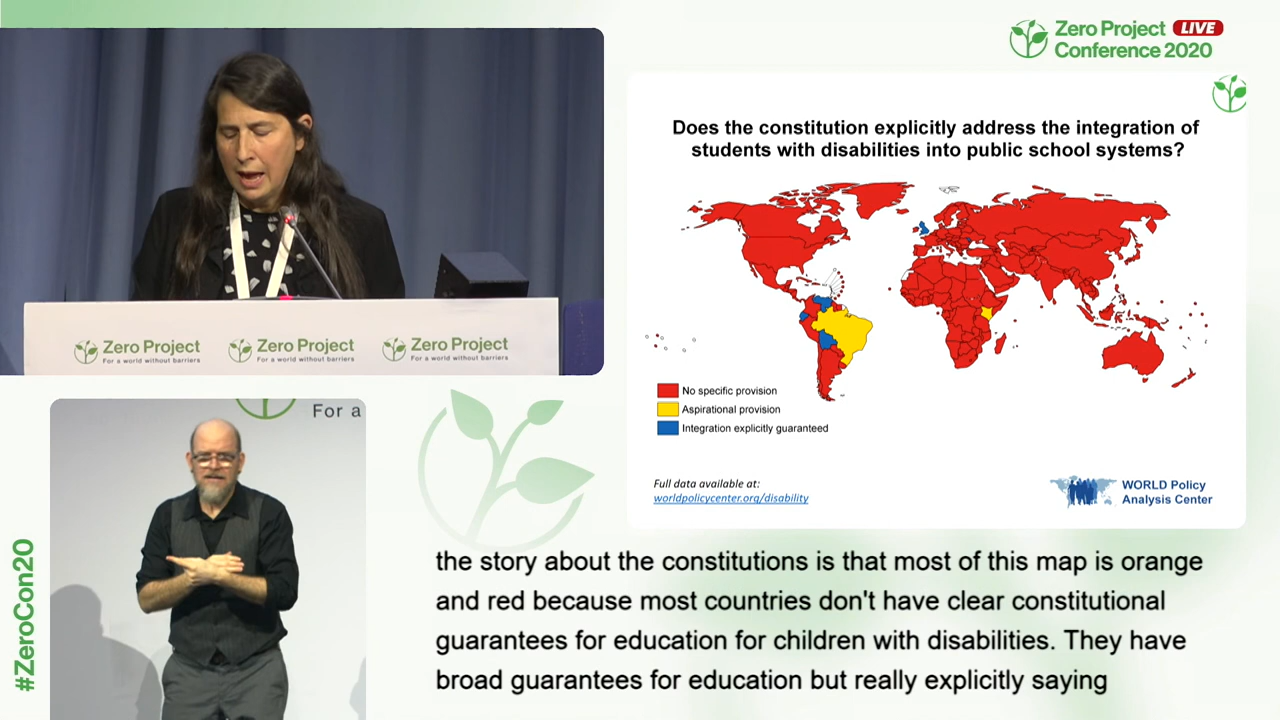 Zero Project LIVE
Conference 2020
Does the constitution explicitly address the integration of
students with disabilities into public school systems?
No specific provision
Aspirational provision
Integration explicitly guaranteed
Full data available at:
worldpolicycenter.org/disability
WORLD Policy
Analysis Center
Zero Project
For a world without barriers
Zero Project
For a world without barriers
Zero Project
For a world without barriers
For a
#ZeroCon20
the story about the constitutions is that most of this map is orange
and red because most countries don't have clear constitutional
guarantees for education for children with disabilities. They have
broad guarantees for education but really explicitly saying